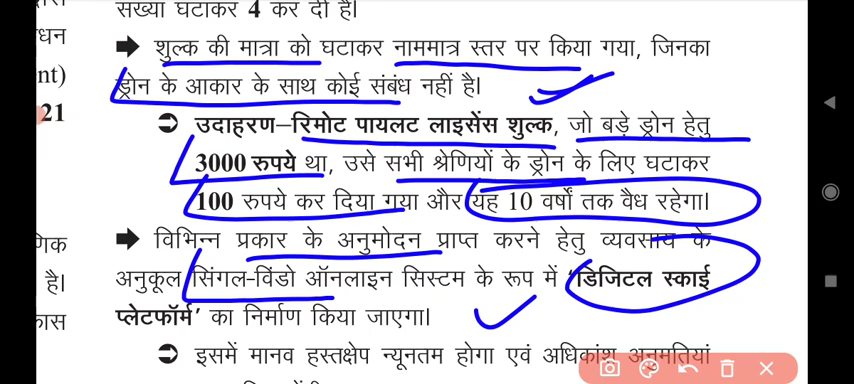 सख्या घटाकर 4 कर दी है।
धन
➡ शुल्क की मात्रा को घटाकर नाममात्र स्तर पर किया गया, जिनका
nt)
ड्रोन के आकार के साथ कोई संबंध नहीं है।
21
➲ उदाहरण–रिमोट पायलट लाइसेंस शुल्क, जो बड़े ड्रोन हेतु
3000 रुपये था, उसे सभी श्रेणियों के ड्रोन के लिए घटाकर
100 रुपये कर दिया गया और यह 10 वर्षों तक वैध रहेगा।
➡ विभिन्न प्रकार के अनुमोदन प्राप्त करने हेतु व्यवसाय के
णिक
अनुकूल सिंगल-विंडो ऑनलाइन सिस्टम के रूप में 'डिजिटल स्काई
है।
प्लेटफॉर्म' का निर्माण किया जाएगा।
कास
➲ इसमें मानव हस्तक्षेप न्यूनतम होगा एवं अधिकांश अनुमतियां